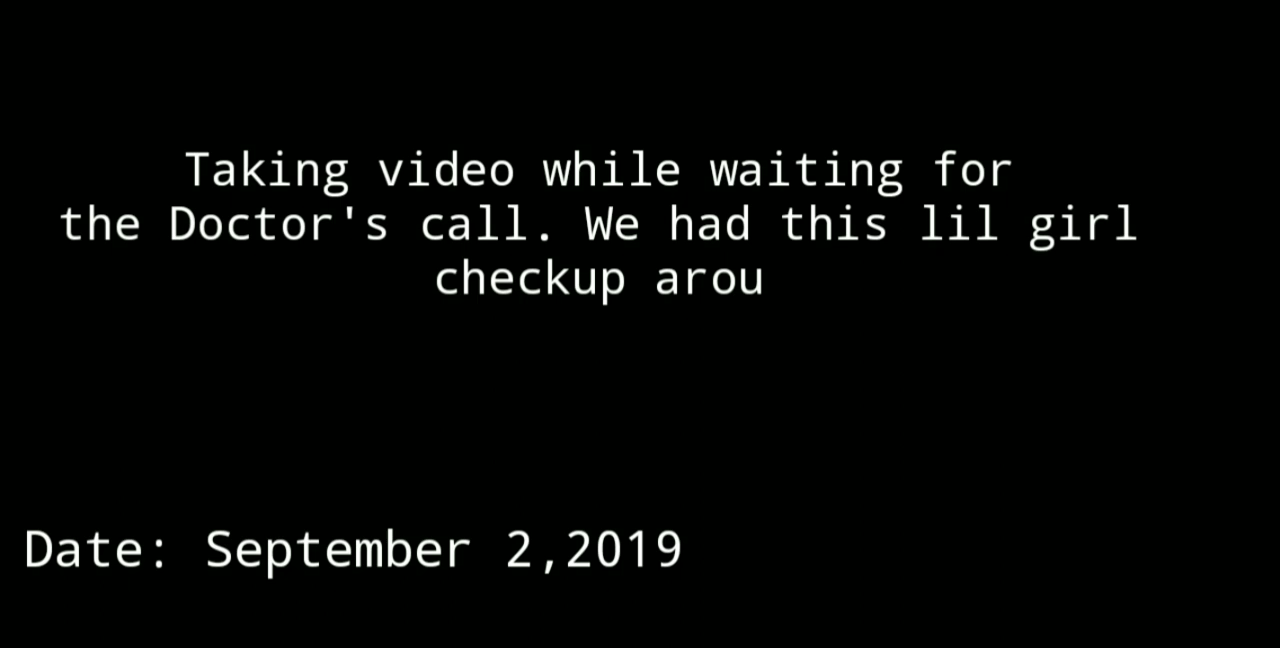 Taking video while waiting for
the Doctor's call. We had this lil girl
checkup arou
Date: September 2,2019